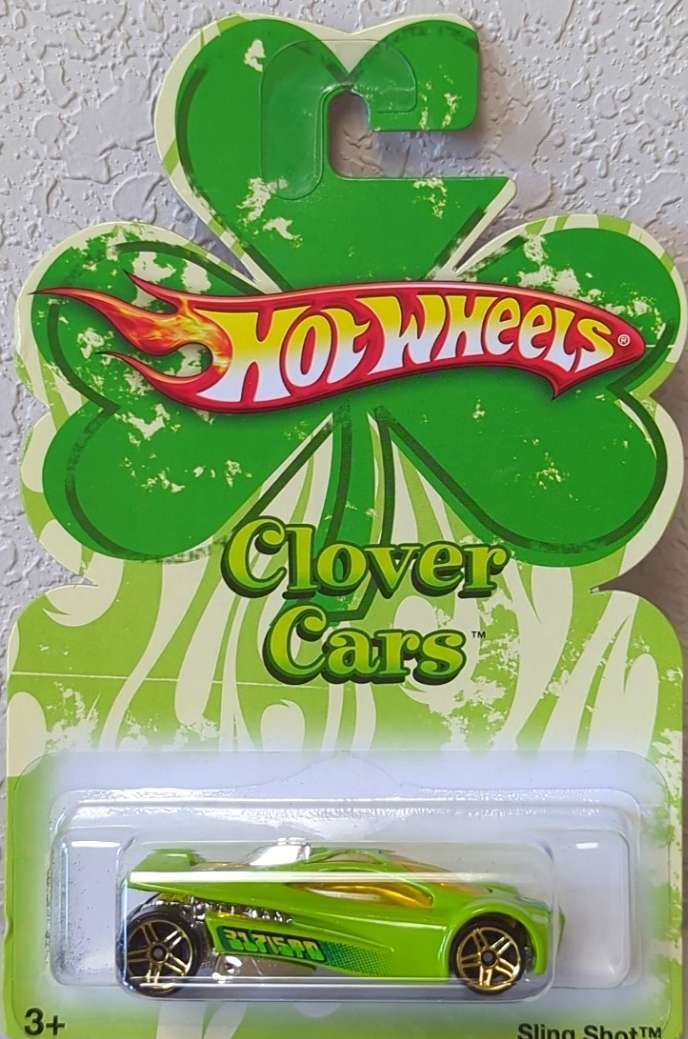 HOT WHEELS®
Clover
Cars™
3+
Sling Shot™